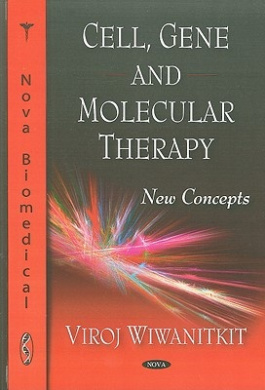 CELL, GENE
AND
MOLECULAR
THERAPY
New Concepts
Nova Biomedical
VIROJ WIWANITKIT
NOVA